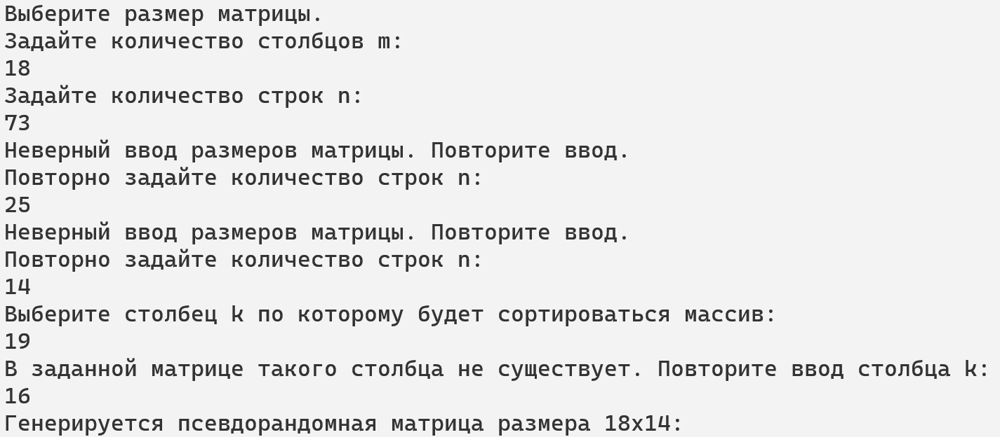 Выберите размер матрицы.
Задайте количество столбцов m:
18
Задайте количество строк n:
73
Неверный ввод размеров матрицы. Повторите ввод.
Повторно задайте количество строк n:
25
Неверный ввод размеров матрицы. Повторите ввод.
Повторно задайте количество строк n:
14
Выберите столбец k по которому будет сортироваться массив:
19
В заданной матрице такого столбца не существует. Повторите ввод столбца k:
16
Генерируется псевдорандомная матрица размера 18x14: